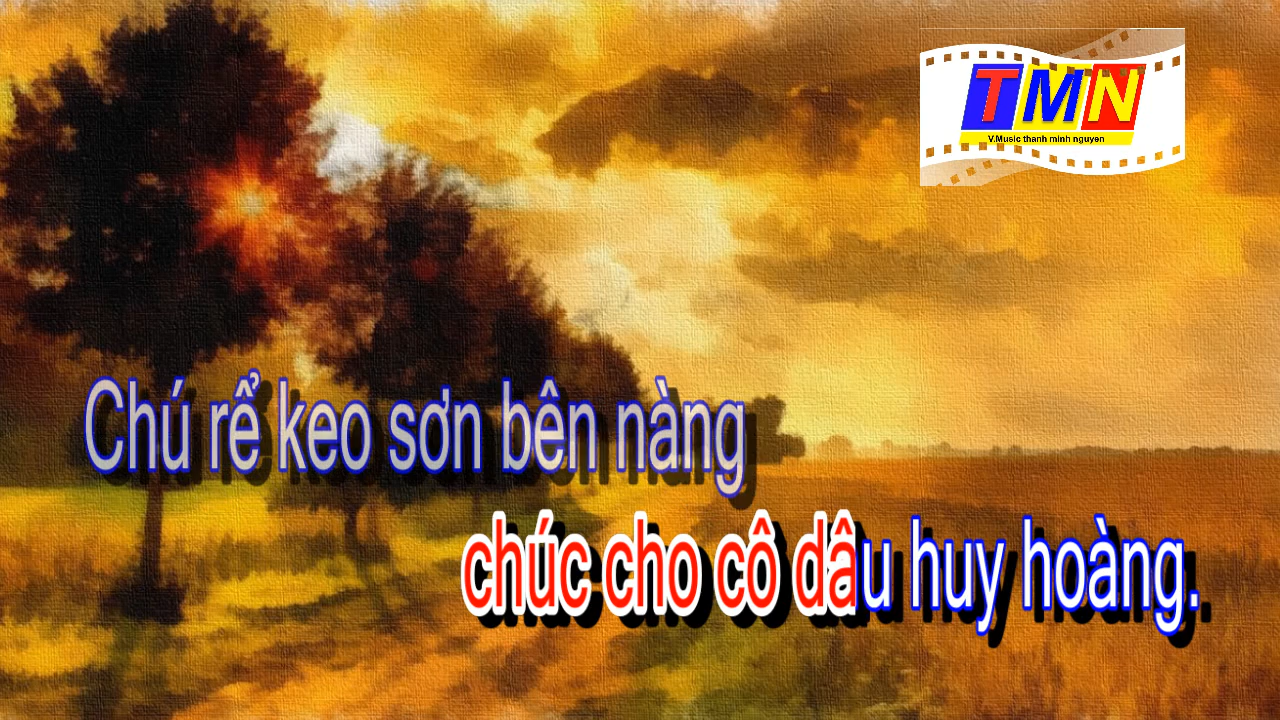 TMN
V.Music thanh minh nguyen
Chú rể keo sơn bên nàng
chúc cho cô dâu huy hoàng.